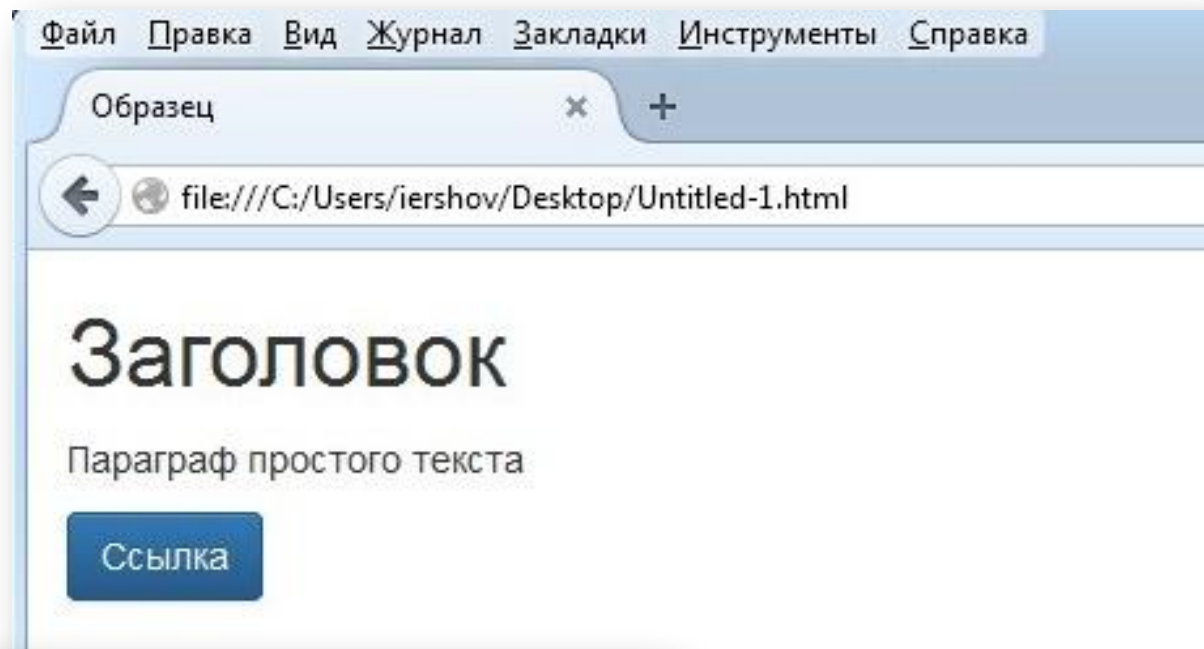 Файл Правка Вид Журнал Закладки Инструменты Справка
Образец
file:///C:/Users/iershov/Desktop/Untitled-1.html
Заголовок
Параграф простого текста
Ссылка